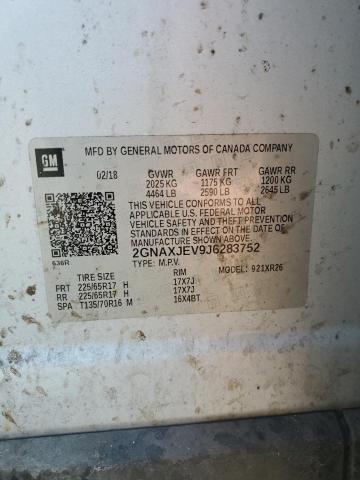 GM
MFD BY GENERAL MOTORS OF CANADA COMPANY
02/18 GVWR GAWR FRT GAWR RR
2025 KG 1175 KG 1200 KG
4464 LB 2590 LB 2645 LB
THIS VEHICLE CONFORMS TO ALL
APPLICABLE U.S. FEDERAL MOTOR
VEHICLE SAFETY AND THEFT
PREVENTION STANDARDS IN EFFECT ON
THE DATE OF MANUFACTURE SHOWN ABOVE.
2GNAXJEV9J6283752
636R TYPE: M.P.V. MODEL: 921XR26
TIRE SIZE RIM
FRT 225/65R17 H 17X7J
RR 225/65R17 H 17X7J
SPA T135/70R16 M 16X4BT